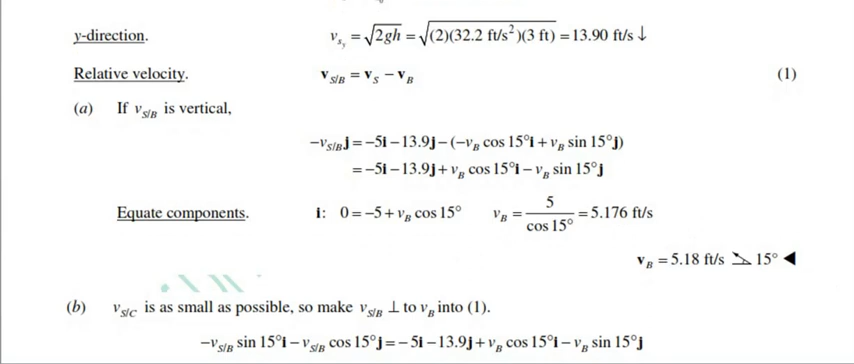 y-direction. v_{s_y} = √2gh = √(2)(32.2 ft/s²)(3 ft) = 13.90 ft/s ↓
Relative velocity. v_{S/B} = v_S − v_B (1)
(a) If v_{S/B} is vertical,
−v_{S/B}j = −5i − 13.9j − (−v_B cos 15°i + v_B sin 15°j)
= −5i − 13.9j + v_B cos 15°i − v_B sin 15°j
Equate components. i: 0 = −5 + v_B cos 15° v_B = 5/cos 15° = 5.176 ft/s
v_B = 5.18 ft/s 15° ◄
(b) v_{S/C} is as small as possible, so make v_{S/B} ⊥ to v_B into (1).
−v_{S/B} sin 15°i − v_{S/B} cos 15°j = −5i − 13.9j + v_B cos 15°i − v_B sin 15°j